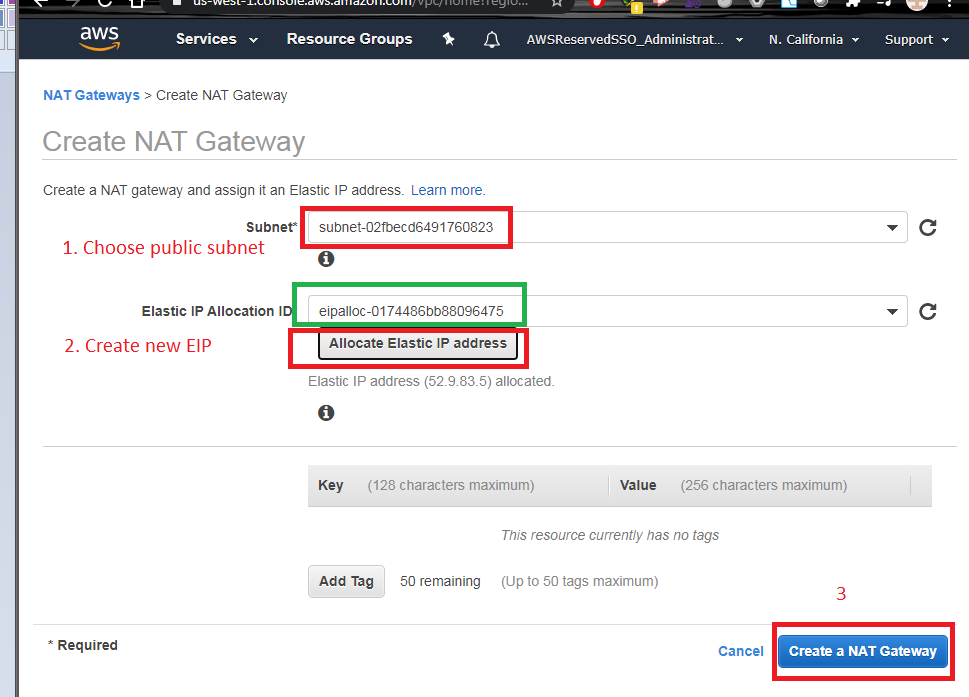 us-west-1.console.aws.amazon.com/vpc/home?regio...
aws Services Resource Groups AWSReservedSSO_Administrat... N. California Support
NAT Gateways > Create NAT Gateway
Create NAT Gateway
Create a NAT gateway and assign it an Elastic IP address. Learn more.
Subnet* subnet-02fbecd6491760823
1. Choose public subnet
Elastic IP Allocation ID eipalloc-0174486bb88096475
2. Create new EIP Allocate Elastic IP address
Elastic IP address (52.9.83.5) allocated.
Key (128 characters maximum) Value (256 characters maximum)
This resource currently has no tags
Add Tag 50 remaining (Up to 50 tags maximum)
3
* Required
Cancel Create a NAT Gateway